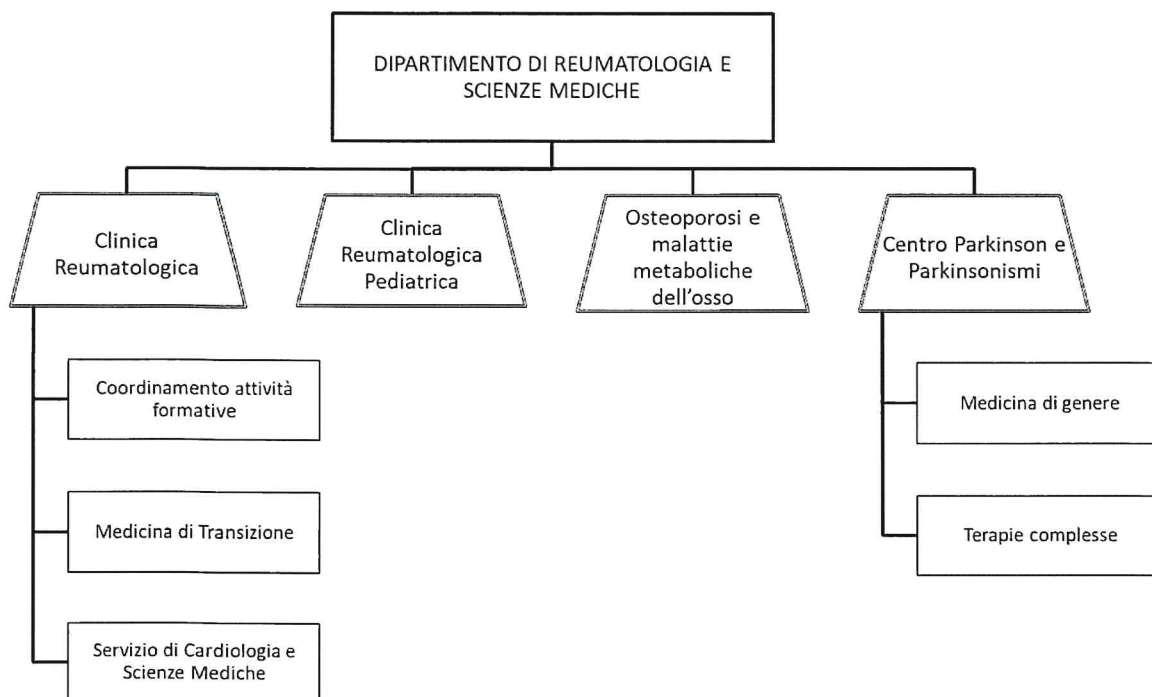 DIPARTIMENTO DI REUMATOLOGIA E
SCIENZE MEDICHE
Clinica
Reumatologica
Clinica
Reumatologica
Pediatrica
Osteoporosi e
malattie
metaboliche
dell'osso
Centro Parkinson e
Parkinsonismi
Coordinamento attività
formative
Medicina di Transizione
Servizio di Cardiologia e
Scienze Mediche
Medicina di genere
Terapie complesse